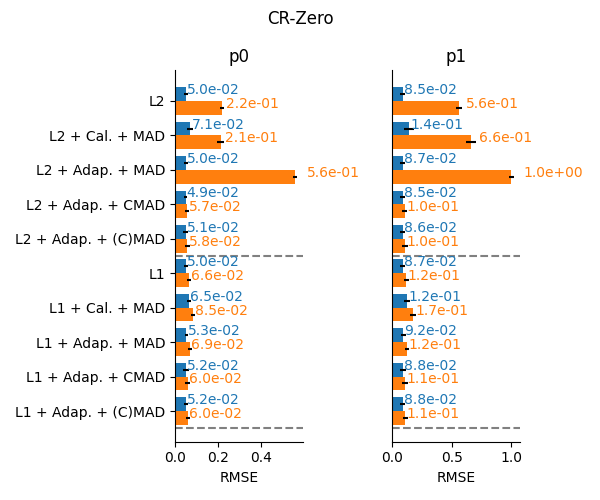 CR-Zero
p0
p1
L2
5.0e-02
2.2e-01
8.5e-02
5.6e-01
L2 + Cal. + MAD
7.1e-02
2.1e-01
1.4e-01
6.6e-01
L2 + Adap. + MAD
5.0e-02
5.6e-01
8.7e-02
1.0e+00
L2 + Adap. + CMAD
4.9e-02
5.7e-02
8.5e-02
1.0e-01
L2 + Adap. + (C)MAD
5.1e-02
5.8e-02
8.6e-02
1.0e-01
L1
5.0e-02
6.6e-02
8.7e-02
1.2e-01
L1 + Cal. + MAD
6.5e-02
8.5e-02
1.2e-01
1.7e-01
L1 + Adap. + MAD
5.3e-02
6.9e-02
9.2e-02
1.2e-01
L1 + Adap. + CMAD
5.2e-02
6.0e-02
8.8e-02
1.1e-01
L1 + Adap. + (C)MAD
5.2e-02
6.0e-02
8.8e-02
1.1e-01
0.0 0.2 0.4
0.0 0.5 1.0
RMSE
RMSE